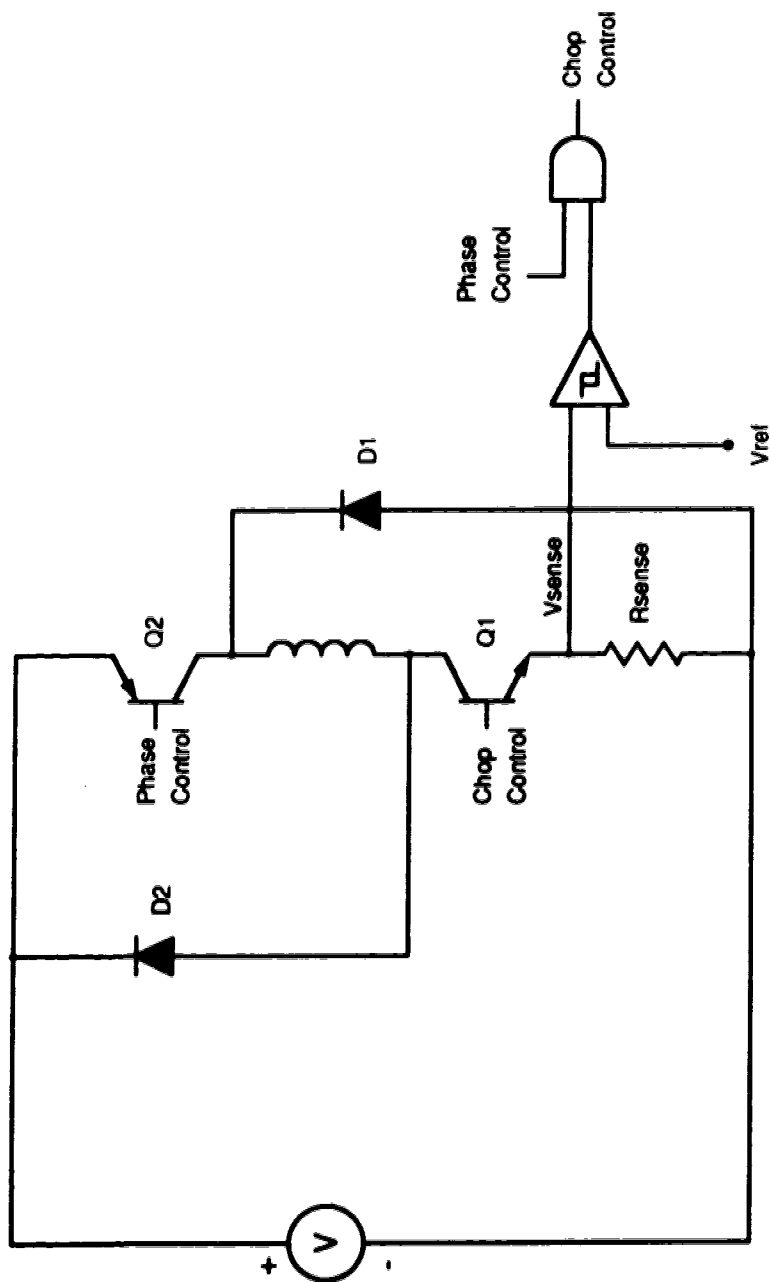 +
V
-
D2
Phase
Control
Q2
Chop
Control
Q1
Vsense
Rsense
D1
Vref
Phase
Control
Chop
Control